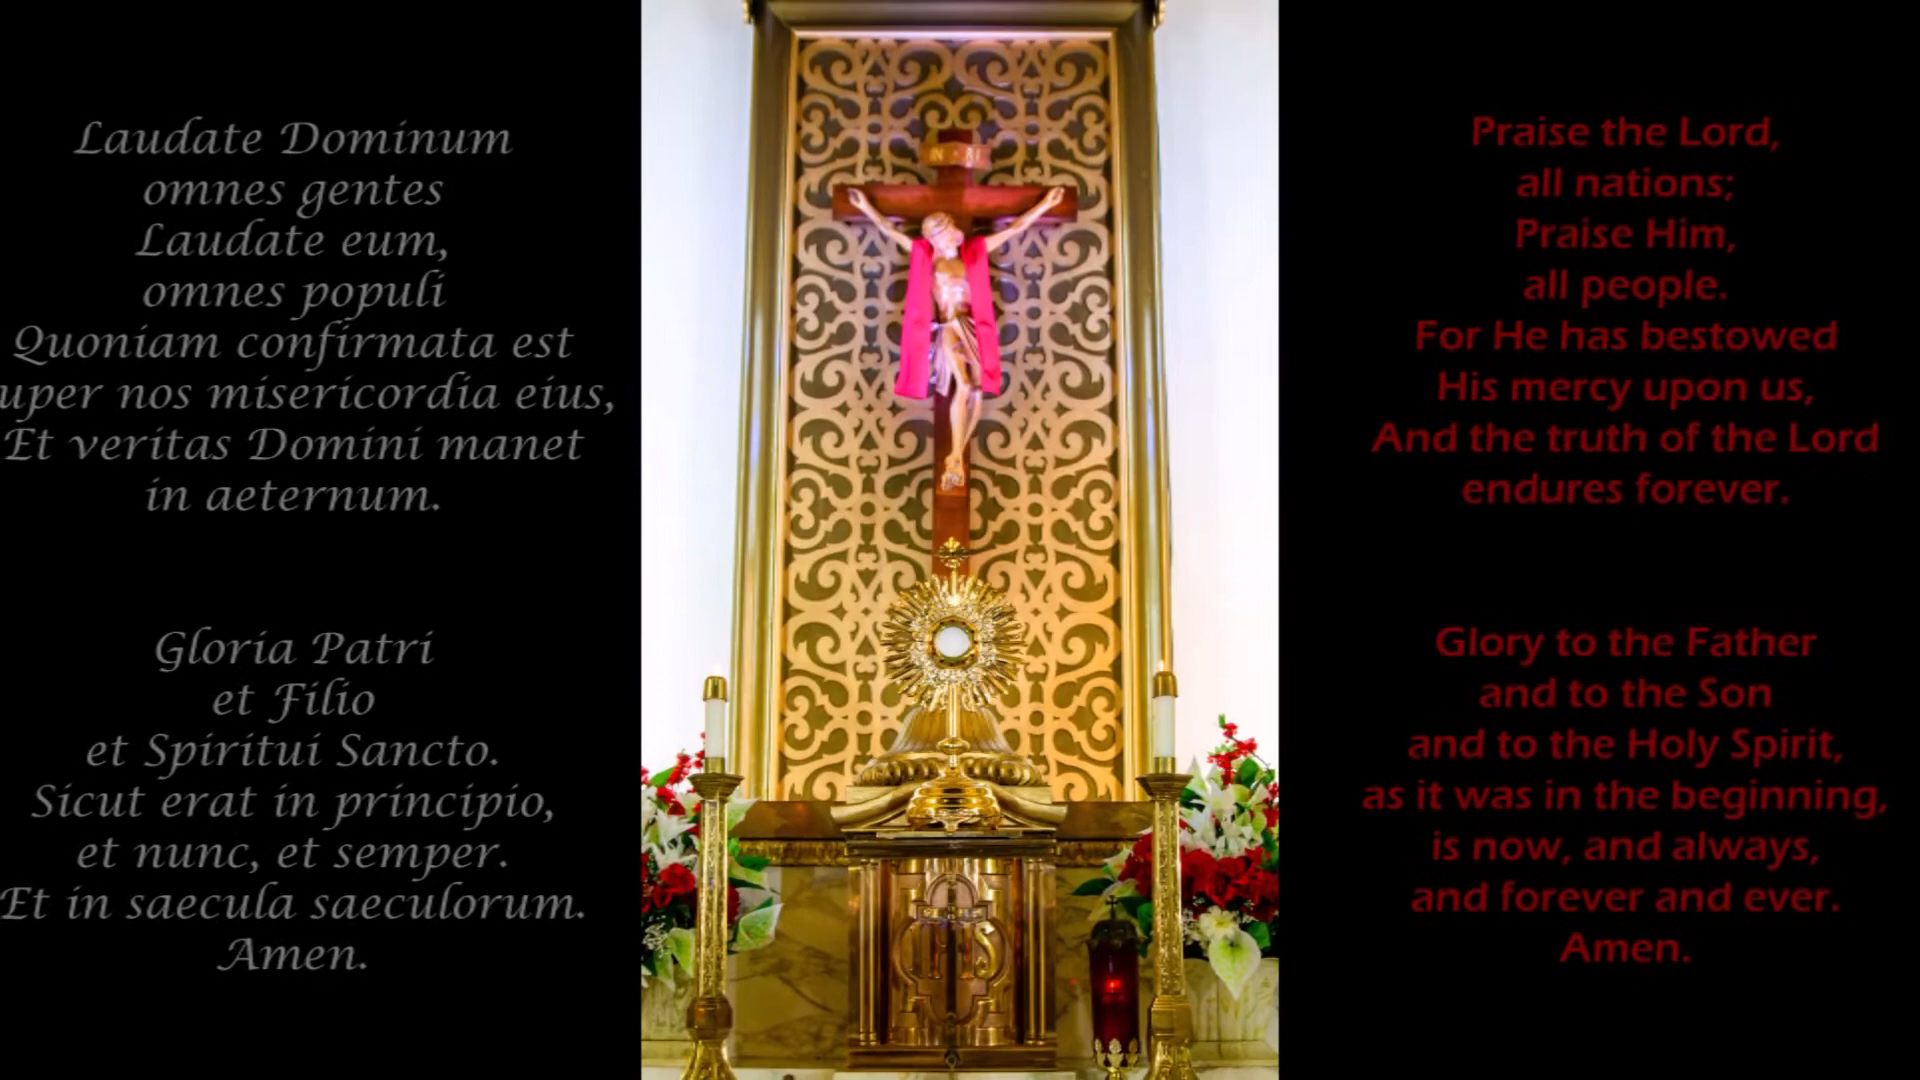 Laudate Dominum
omnes gentes
Laudate eum,
omnes populi
Quoniam confirmata est
uper nos misericordia eius,
Et veritas Domini manet
in aeternum.
Gloria Patri
et Filio
et Spiritui Sancto.
Sicut erat in principio,
et nunc, et semper.
Et in saecula saeculorum.
Amen.
INRI
IHS
Praise the Lord,
all nations;
Praise Him,
all people.
For He has bestowed
His mercy upon us,
And the truth of the Lord
endures forever.
Glory to the Father
and to the Son
and to the Holy Spirit,
as it was in the beginning,
is now, and always,
and forever and ever.
Amen.